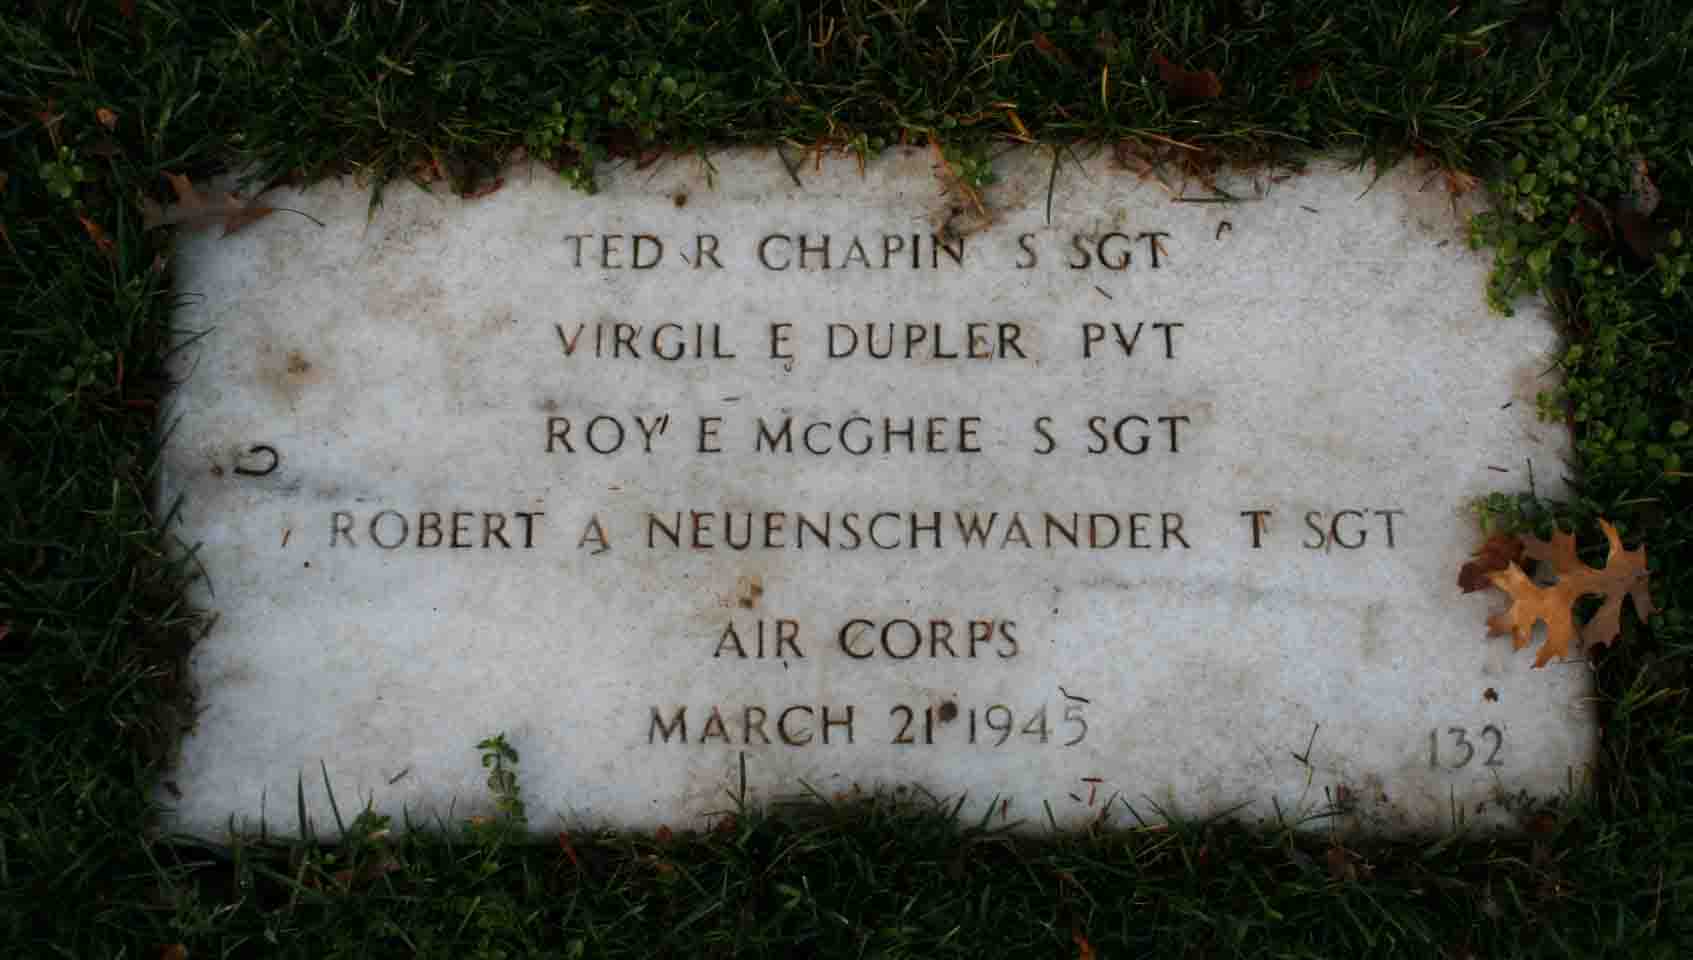 TED R CHAPIN S SGT
VIRGIL E DUPLER PVT
ROY E McGHEE S SGT
ROBERT A NEUENSCHWANDER T SGT
AIR CORPS
MARCH 21 1945
132